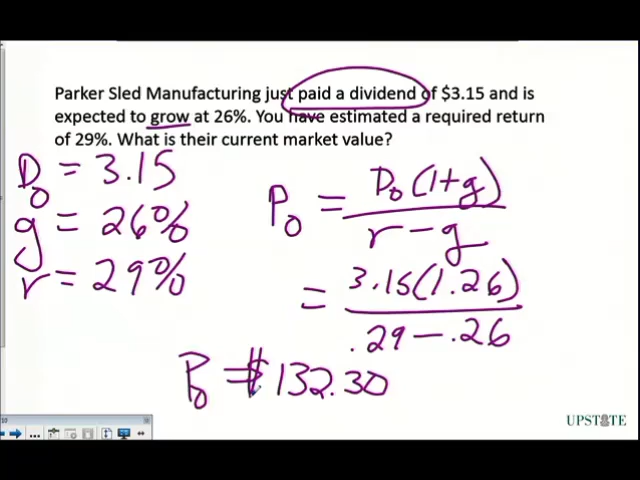 Parker Sled Manufacturing just paid a dividend of $3.15 and is
expected to grow at 26%. You have estimated a required return
of 29%. What is their current market value?
D₀ = 3.15
g = 26%
r = 29%
P₀ = D₀(1+g)
r − g
= 3.15(1.26)
.29 − .26
P₀ = $132.30
10
UPSTATE